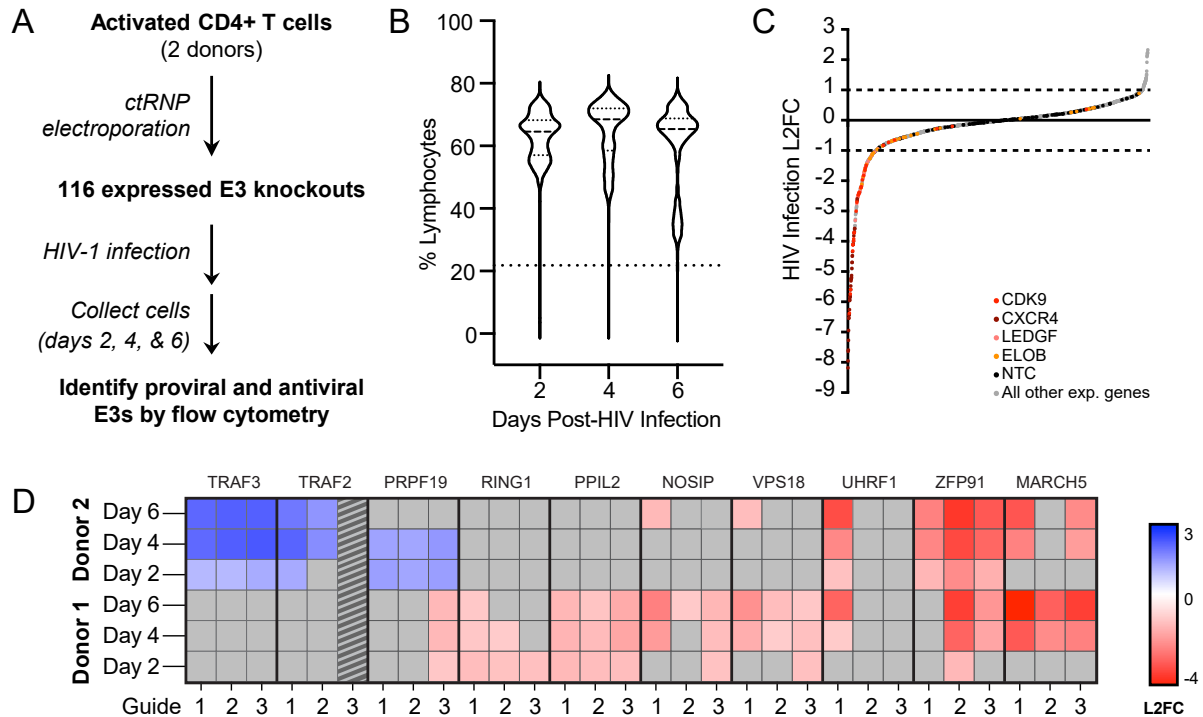 A
Activated CD4+ T cells
(2 donors)
ctRNP
electroporation
116 expressed E3 knockouts
HIV-1 infection
Collect cells
(days 2, 4, & 6)
Identify proviral and antiviral
E3s by flow cytometry
B
% Lymphocytes
100
80
60
40
20
0
2 4 6
Days Post-HIV Infection
C
HIV Infection L2FC
3
2
1
0
-1
-2
-3
-4
-5
-6
-7
-8
-9
CDK9
CXCR4
LEDGF
ELOB
NTC
All other exp. genes
D
TRAF3 TRAF2 PRPF19 RING1 PPIL2 NOSIP VPS18 UHRF1 ZFP91 MARCH5
Donor 2
Day 6
Day 4
Day 2
Donor 1
Day 6
Day 4
Day 2
Guide 1 2 3 1 2 3 1 2 3 1 2 3 1 2 3 1 2 3 1 2 3 1 2 3 1 2 3 1 2 3
3
0
-4
L2FC